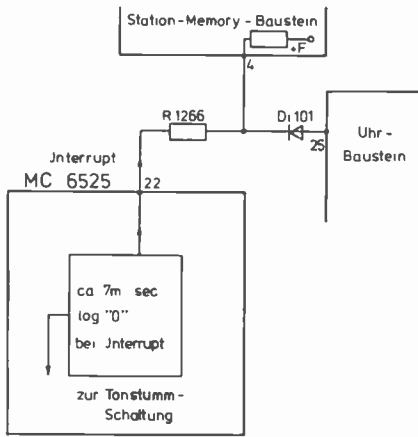 Station-Memory-Baustein
+F
4
R 1266
Di 101
25
Uhr-
Baustein
Jnterrupt
MC 6525
22
ca 7m sec
log "0"
bei Jnterrupt
zur Tonstumm-
Schattung